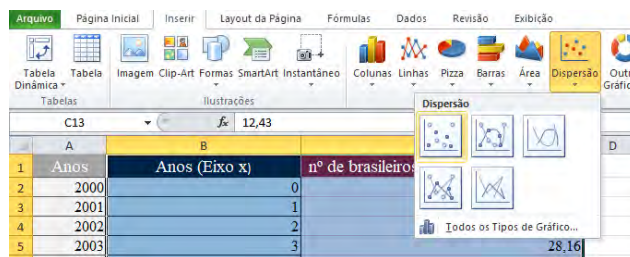 Arquivo Página Inicial Inserir Layout da Página Fórmulas Dados Revisão Exibição
Tabela Dinâmica Tabela Imagem Clip-Art Formas SmartArt Instantâneo Colunas Linhas Pizza Barras Área Dispersão
Tabelas Ilustrações
Dispersão
C13 fx 12,43
A B D
1 Anos Anos (Eixo x) nº de brasileiros
2 2000 0
3 2001 1
4 2002 2
Todos os Tipos de Gráfico...
5 2003 3 28,16